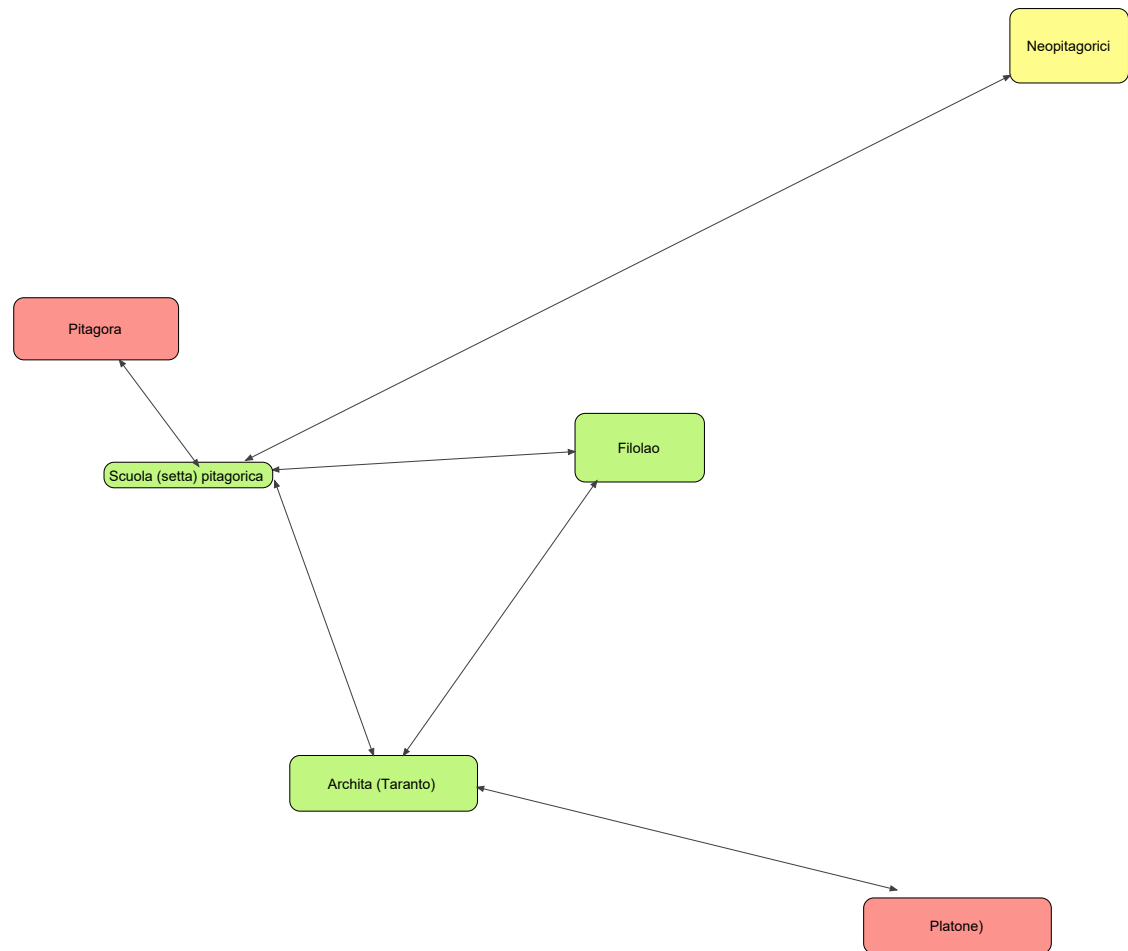 Neopitagorici
Pitagora
Filolao
Scuola (setta) pitagorica
Archita (Taranto)
Platone)